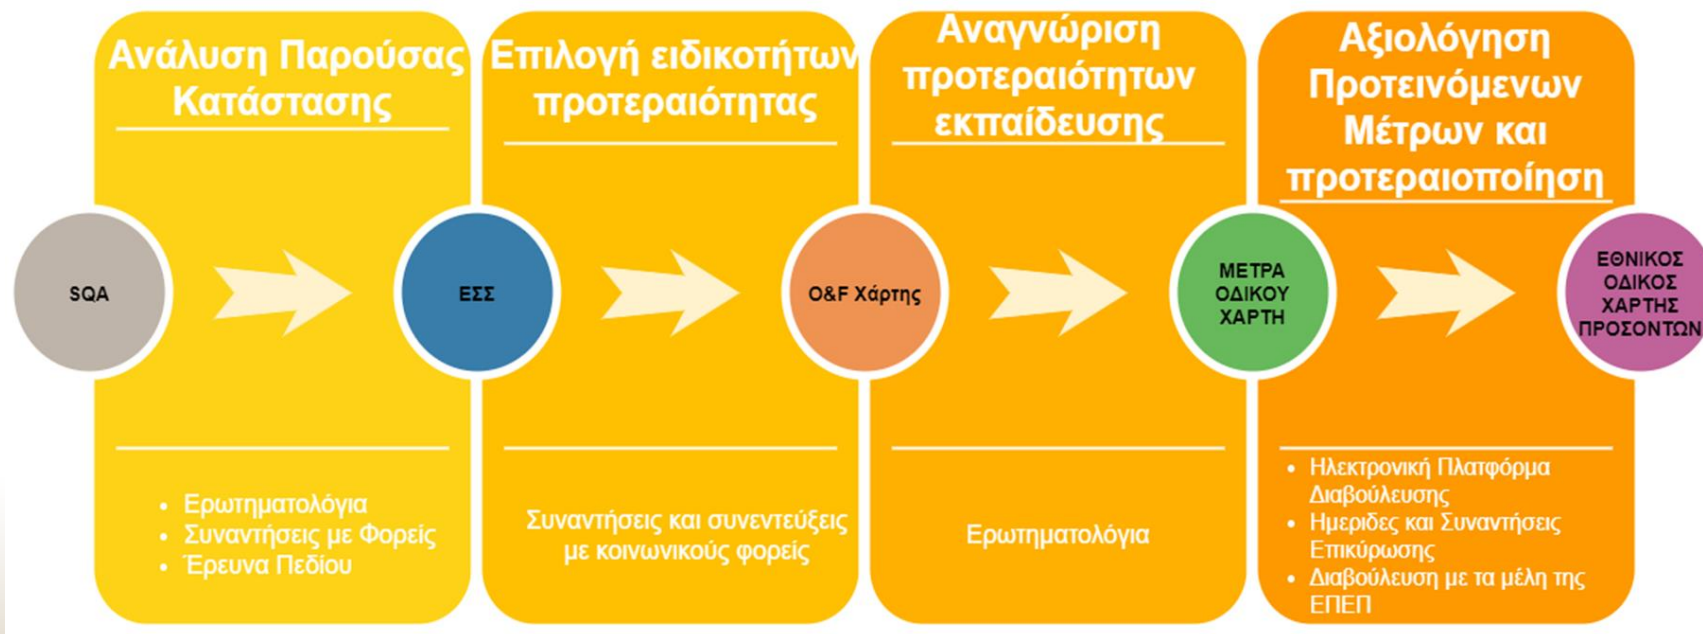 Ανάλυση Παρούσας
Κατάστασης
Επιλογή ειδικοτήτων
προτεραιότητας
Αναγνώριση
προτεραιότητων
εκπαίδευσης
Αξιολόγηση
Προτεινόμενων
Μέτρων και
προτεραιοποίηση
SQA
ΕΣΣ
O&F Χάρτης
ΜΕΤΡΑ
ΟΔΙΚΟΥ
ΧΑΡΤΗ
ΕΘΝΙΚΟΣ
ΟΔΙΚΟΣ
ΧΑΡΤΗΣ
ΠΡΟΣΟΝΤΩΝ
• Ερωτηματολόγια
• Συναντήσεις με Φορείς
• Έρευνα Πεδίου
Συναντήσεις και συνεντεύξεις
με κοινωνικούς φορείς
Ερωτηματολόγια
• Ηλεκτρονική Πλατφόρμα
Διαβούλευσης
• Ημεριδες και Συναντήσεις
Επικύρωσης
• Διαβούλευση με τα μέλη της
ΕΠΕΠ